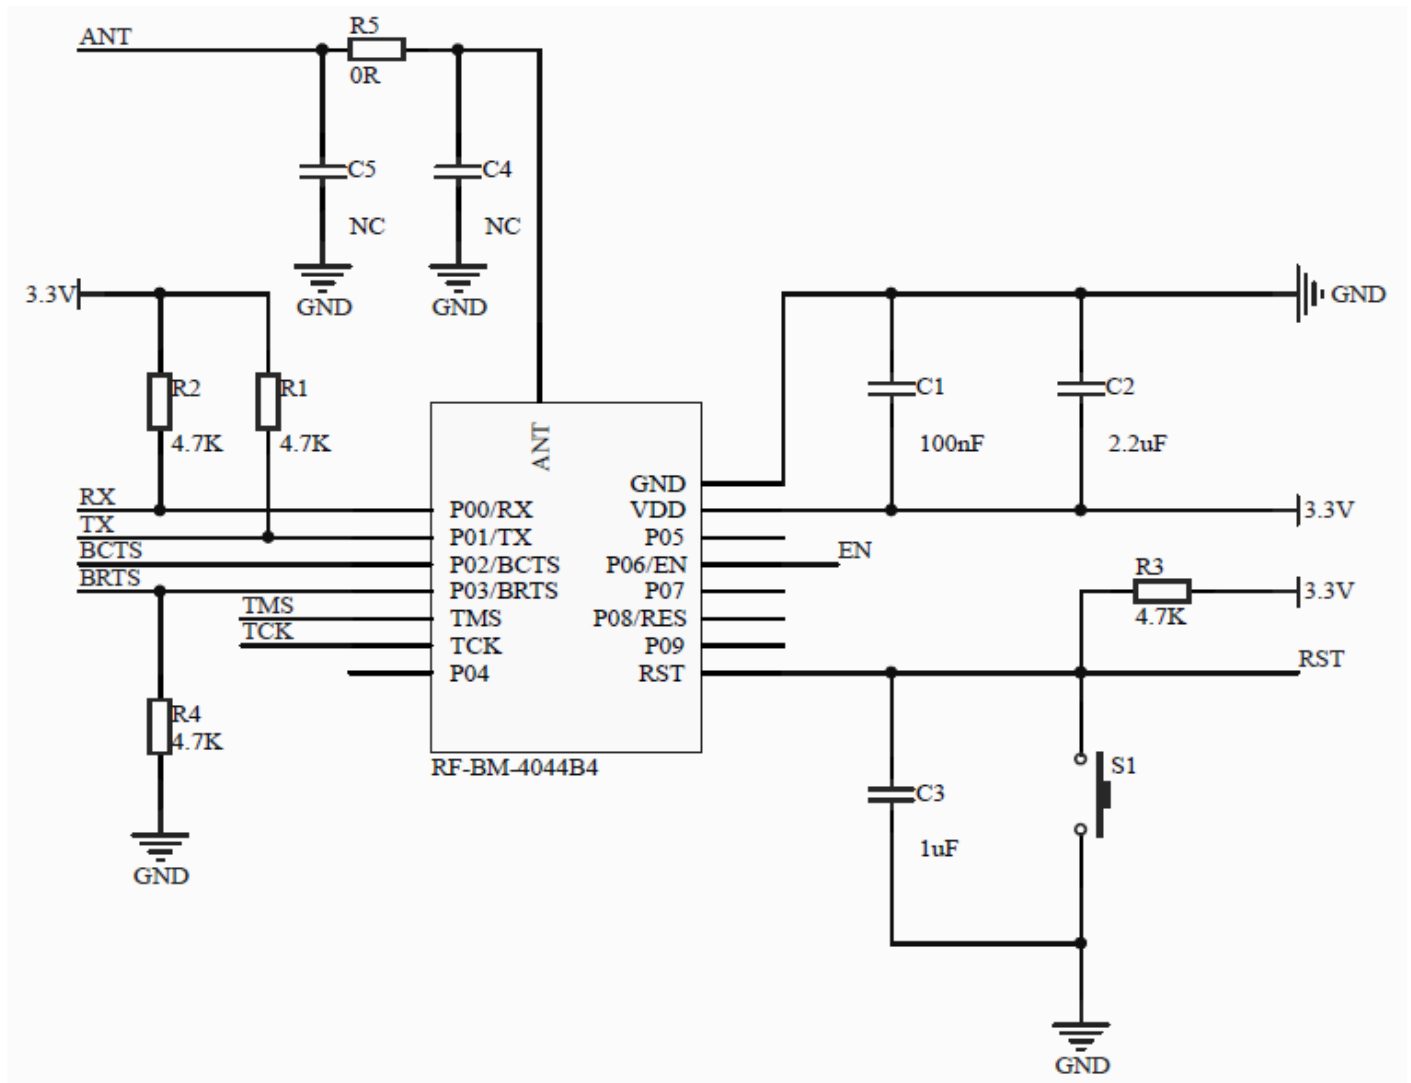 ANT
R5
0R
C5
C4
NC
NC
GND
GND
3.3V
R2
R1
4.7K
4.7K
C1
C2
100nF
2.2uF
GND
ANT
GND
RX
P00/RX
VDD
3.3V
TX
P01/TX
P05
BCTS
P02/BCTS
P06/EN
EN
BRTS
P03/BRTS
P07
R3
4.7K
3.3V
TMS
TMS
P08/RES
TCK
TCK
P09
P04
RST
RST
R4
4.7K
GND
RF-BM-4044B4
C3
1uF
S1
GND